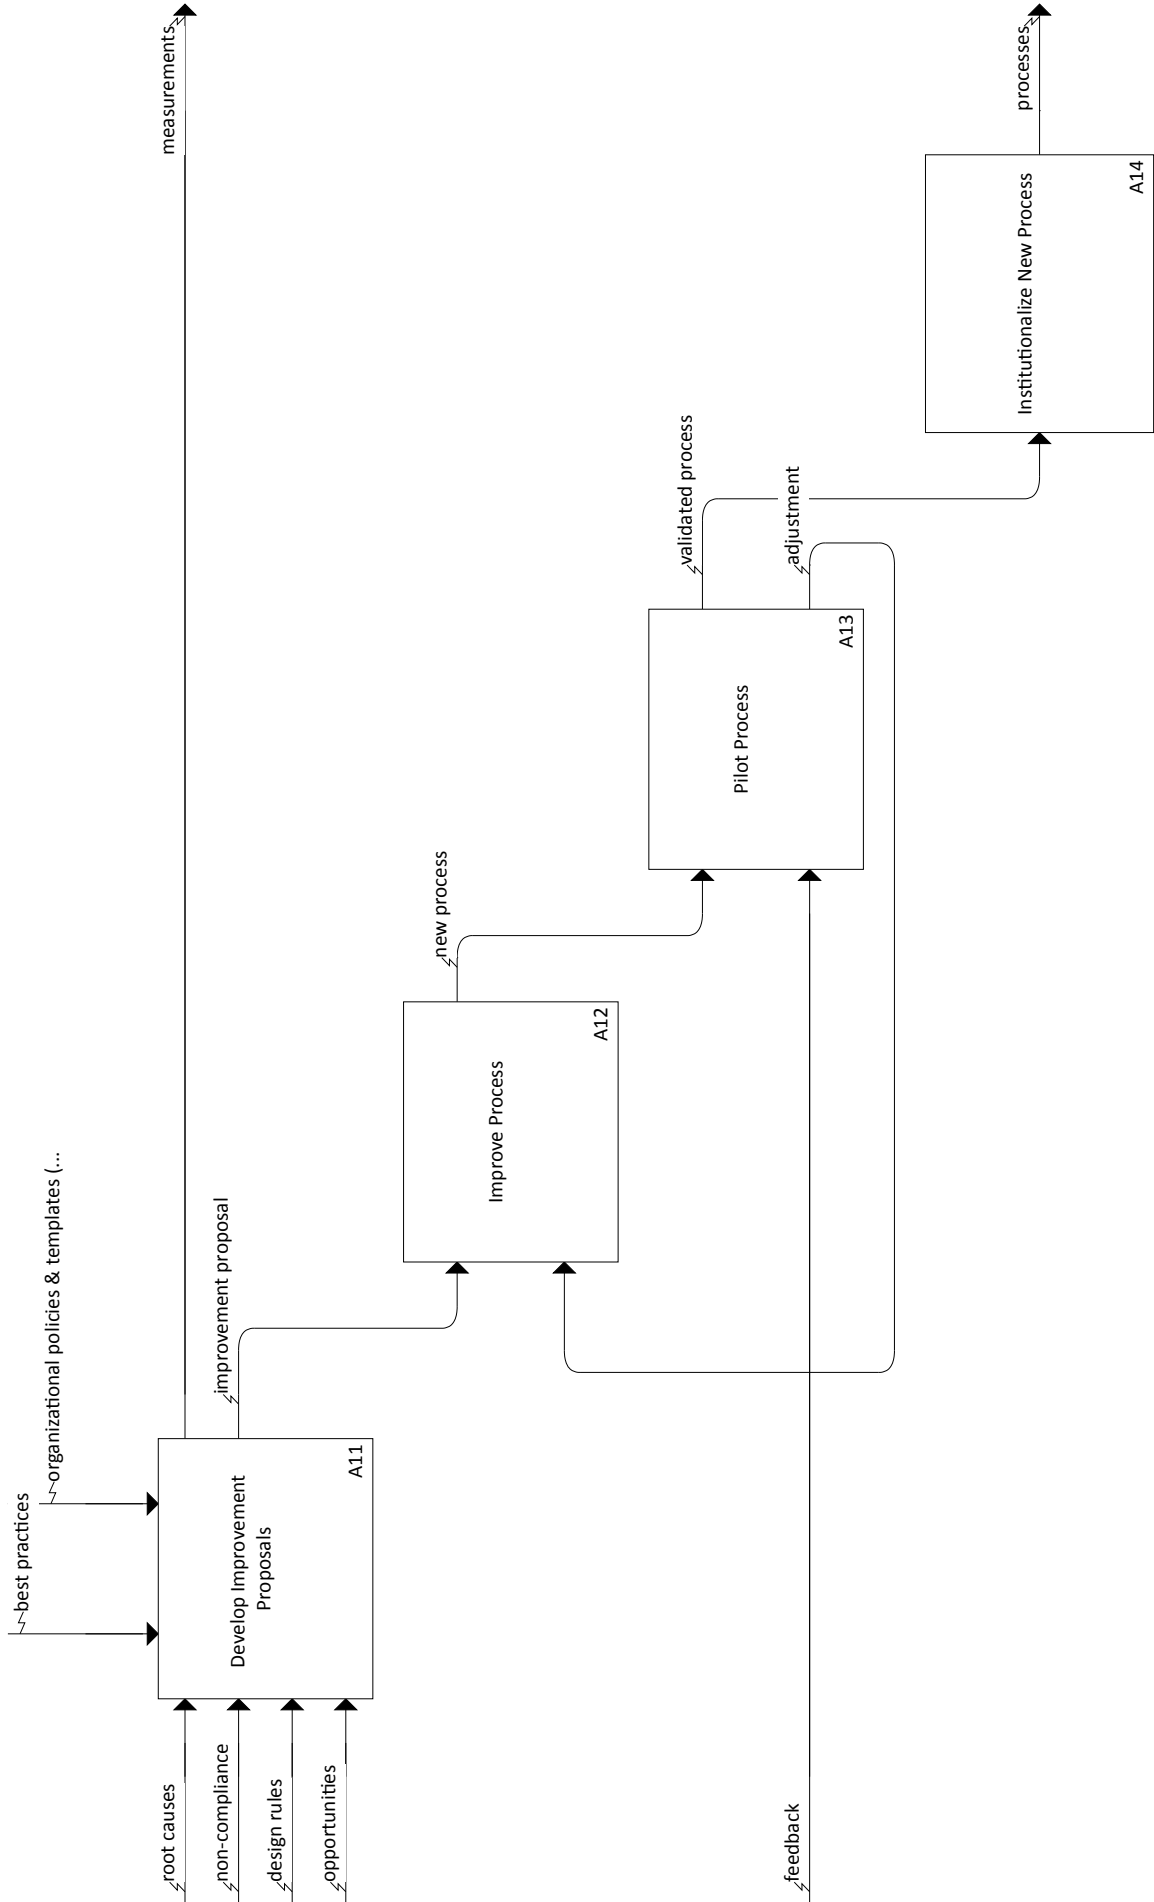 best practices
organizational policies & templates (...
measurements
root causes
non-compliance
design rules
opportunities
Develop Improvement
Proposals
A11
improvement proposal
Improve Process
A12
new process
feedback
Pilot Process
A13
validated process
adjustment
Institutionalize New Process
A14
processes